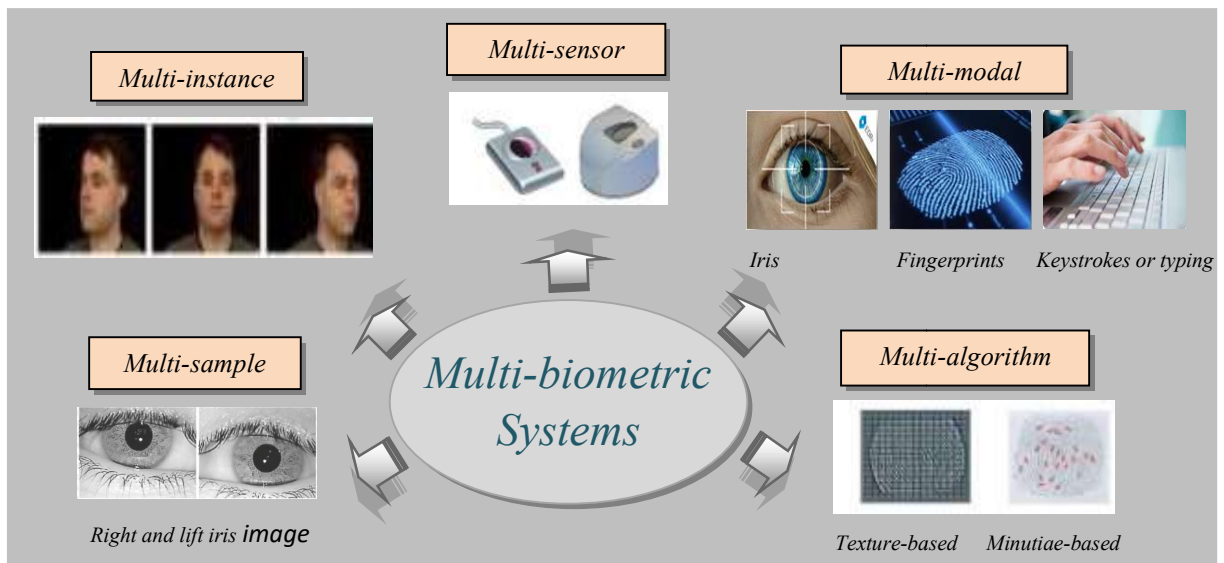 Multi-instance
Multi-sensor
Multi-modal
Iris
Fingerprints
Keystrokes or typing
Multi-biometric
Systems
Multi-sample
Right and lift iris image
Multi-algorithm
Texture-based
Minutiae-based